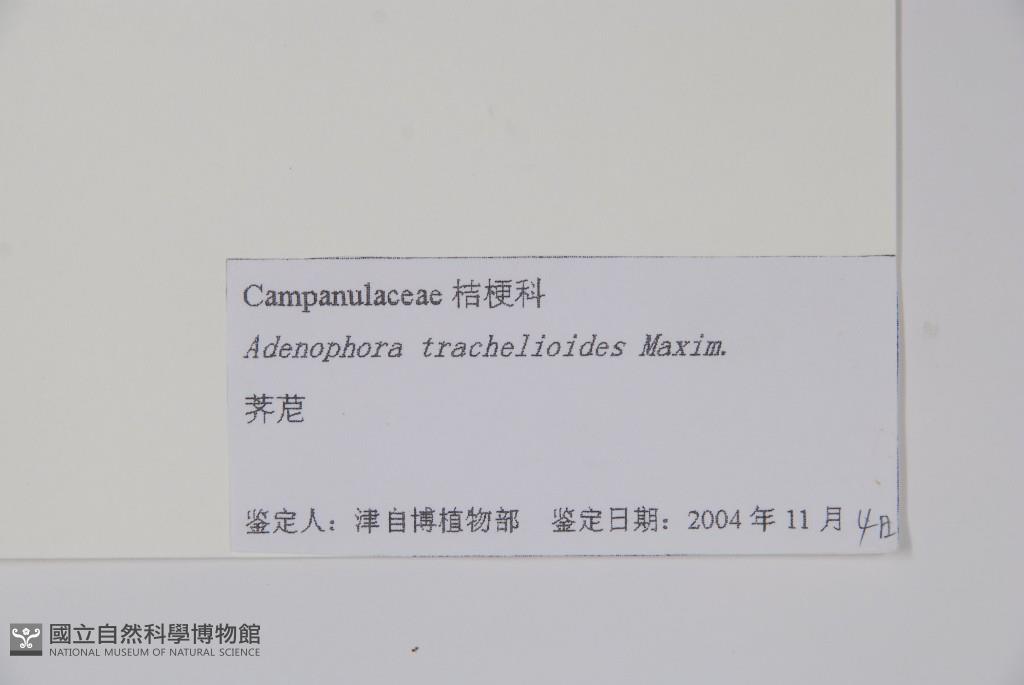 Campanulaceae 桔梗科
Adenophora trachelioides Maxim.
荠苨
鉴定人：津自博植物部 鉴定日期：2004 年 11 月 4日
國立自然科學博物館
NATIONAL MUSEUM OF NATURAL SCIENCE